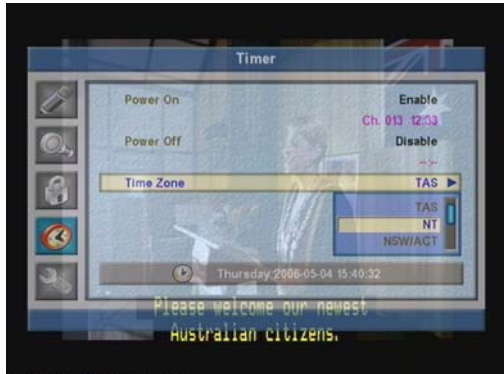 Timer
Power On Enable
Ch. 013 12:33
Power Off Disable
--:--
Time Zone TAS
TAS
NT
NSW/ACT
Thursday,2006-05-04 15:40:32
Please welcome our newest
Australian citizens.